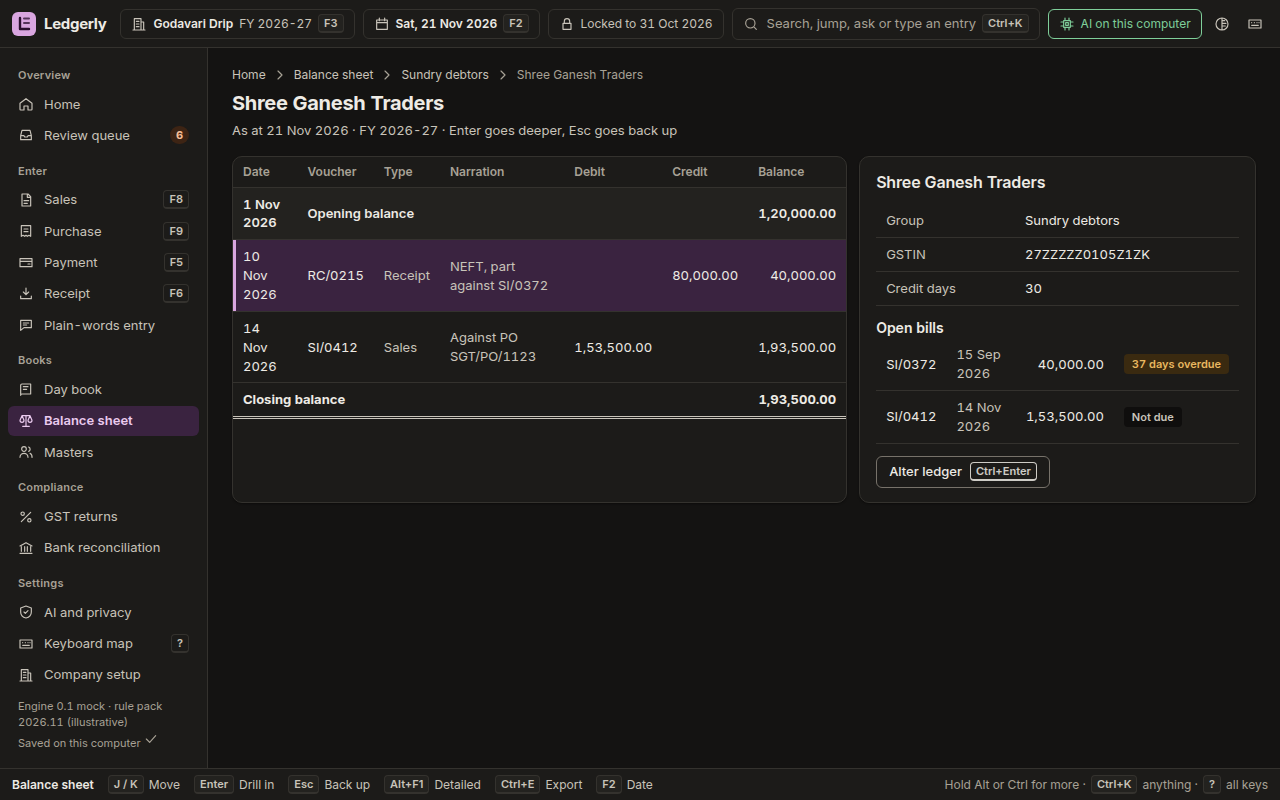 Ledgerly
Godavari Drip FY 2026-27 F3
Sat, 21 Nov 2026 F2
Locked to 31 Oct 2026
Search, jump, ask or type an entry Ctrl+K
AI on this computer
Overview
Home
Review queue 6
Enter
Sales F8
Purchase F9
Payment F5
Receipt F6
Plain-words entry
Books
Day book
Balance sheet
Masters
Compliance
GST returns
Bank reconciliation
Settings
AI and privacy
Keyboard map ?
Company setup
Engine 0.1 mock · rule pack
2026.11 (illustrative)
Saved on this computer
Home > Balance sheet > Sundry debtors > Shree Ganesh Traders
Shree Ganesh Traders
As at 21 Nov 2026 · FY 2026-27 · Enter goes deeper, Esc goes back up
Date Voucher Type Narration Debit Credit Balance
1 Nov
2026 Opening balance 1,20,000.00
10
Nov
2026 RC/0215 Receipt NEFT, part
against SI/0372 80,000.00 40,000.00
14
Nov
2026 SI/0412 Sales Against PO
SGT/PO/1123 1,53,500.00 1,93,500.00
Closing balance 1,93,500.00
Shree Ganesh Traders
Group Sundry debtors
GSTIN 27ZZZZZ0105Z1ZK
Credit days 30
Open bills
SI/0372 15 Sep
2026 40,000.00 37 days overdue
SI/0412 14 Nov
2026 1,53,500.00 Not due
Alter ledger Ctrl+Enter
Balance sheet J / K Move Enter Drill in Esc Back up Alt+F1 Detailed Ctrl+E Export F2 Date
Hold Alt or Ctrl for more · Ctrl+K anything · ? all keys